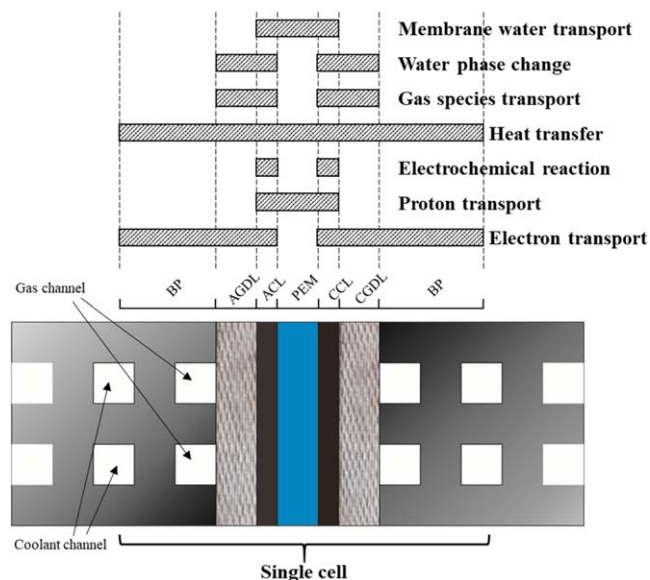 Membrane water transport
Water phase change
Gas species transport
Heat transfer
Electrochemical reaction
Proton transport
Electron transport
Gas channel
BP
AGDL
ACL
PEM
CCL
CGDL
BP
Coolant channel
Single cell